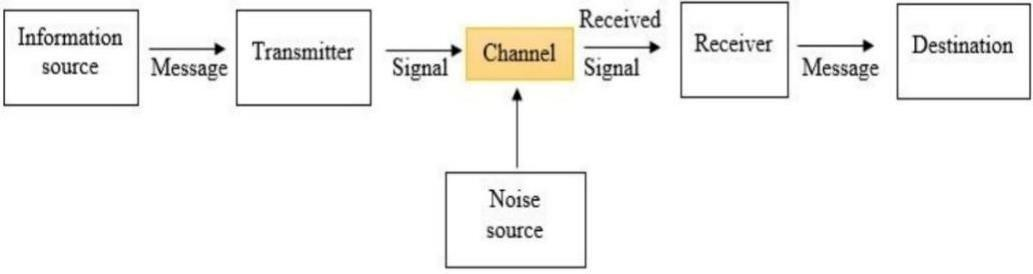 Information
source
Message
Transmitter
Signal
Channel
Received
Signal
Receiver
Message
Destination
Noise
source